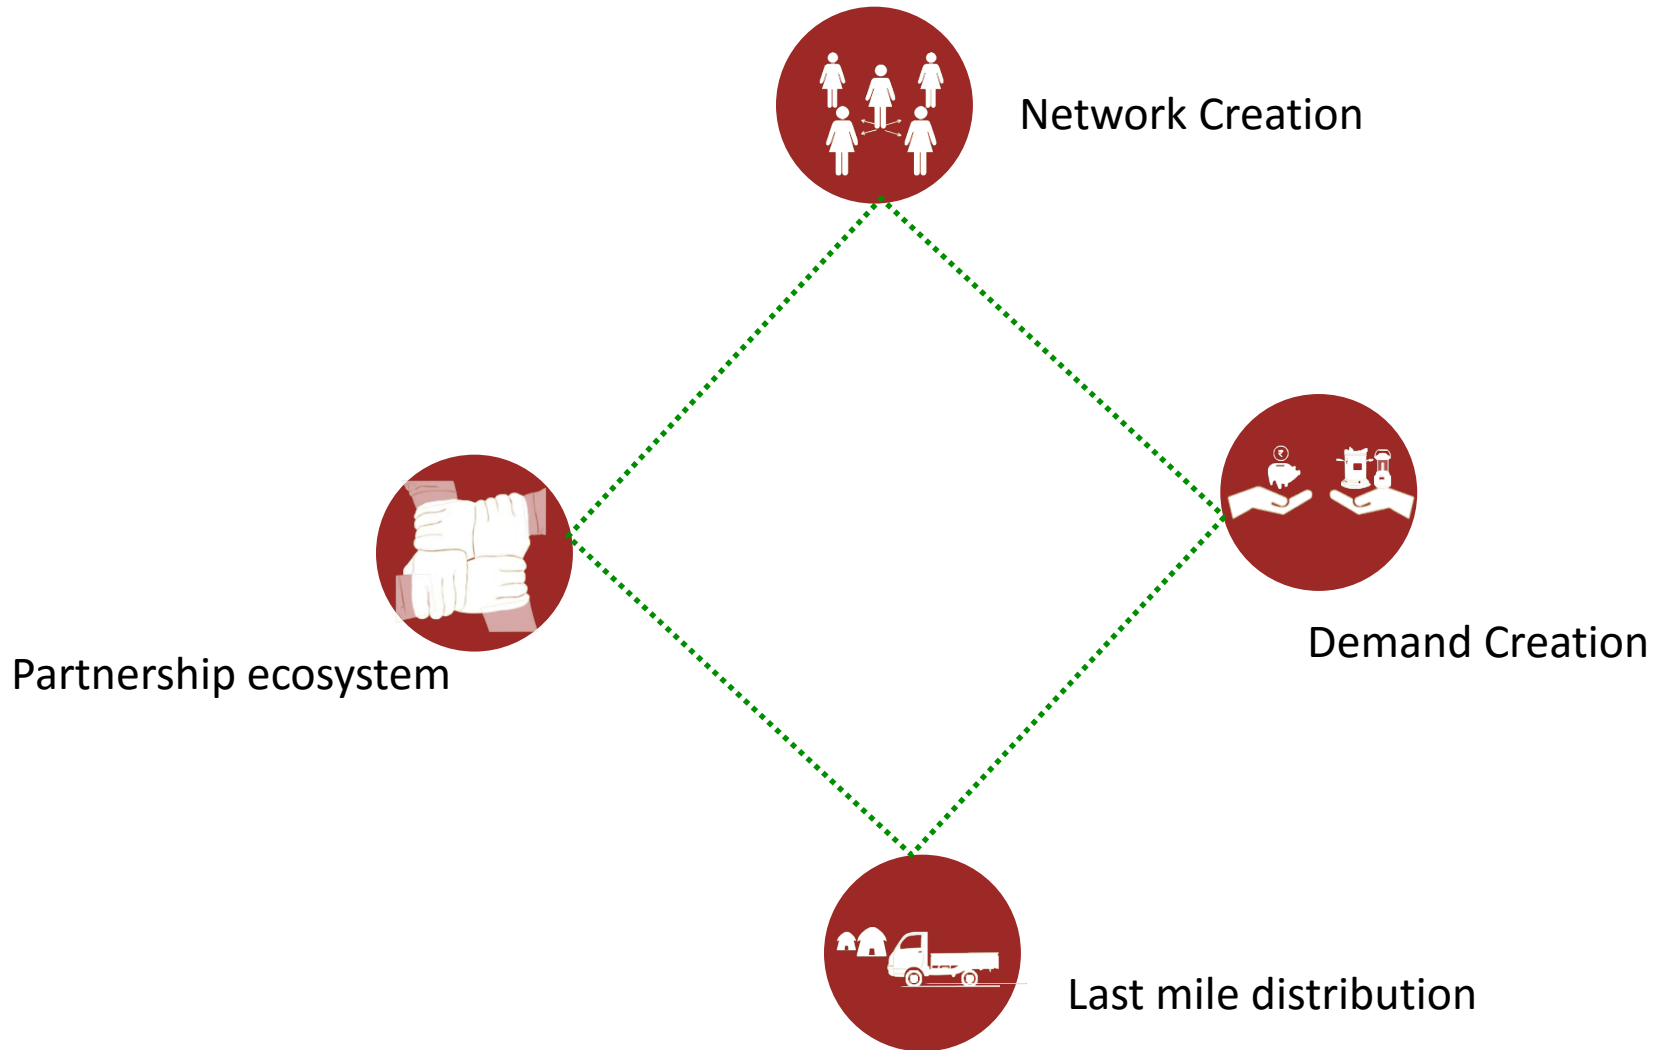 Network Creation
₹
Demand Creation
Partnership ecosystem
Last mile distribution